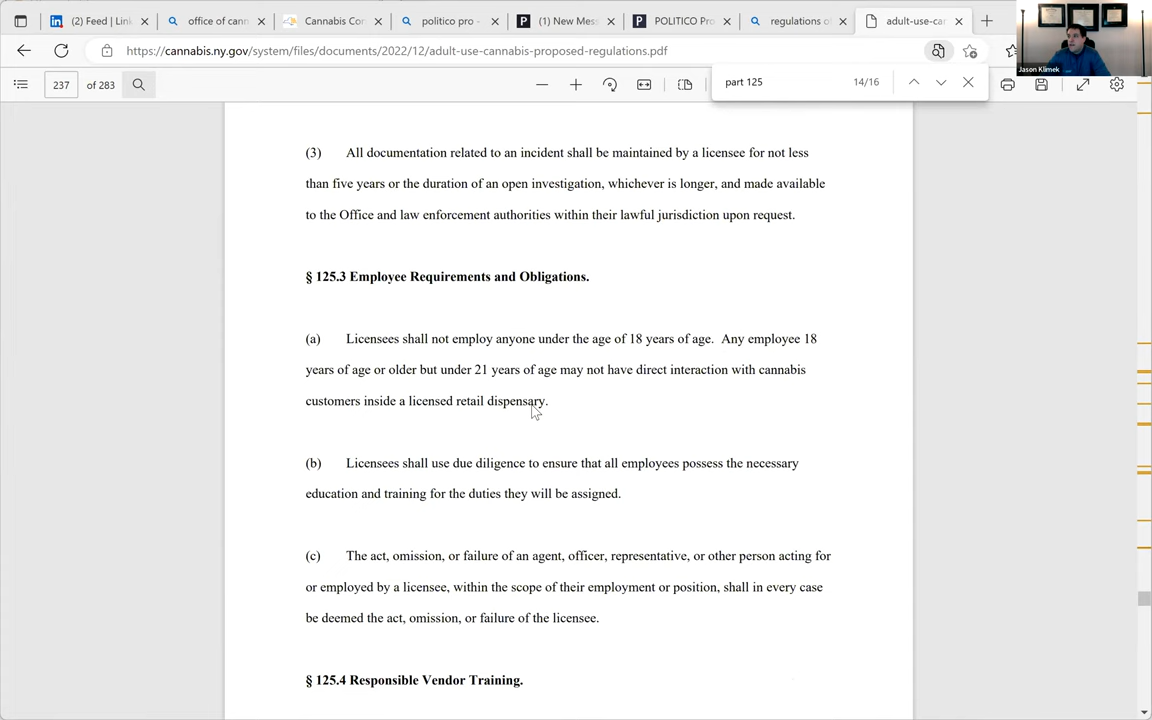 (2) Feed | Link
office of cann
Cannabis Con
politico pro -
(1) New Mess
POLITICO Pro
regulations of
adult-use-can
https://cannabis.ny.gov/system/files/documents/2022/12/adult-use-cannabis-proposed-regulations.pdf
Jason Klimek
237 of 283
part 125 14/16
(3) All documentation related to an incident shall be maintained by a licensee for not less
than five years or the duration of an open investigation, whichever is longer, and made available
to the Office and law enforcement authorities within their lawful jurisdiction upon request.
§ 125.3 Employee Requirements and Obligations.
(a) Licensees shall not employ anyone under the age of 18 years of age. Any employee 18
years of age or older but under 21 years of age may not have direct interaction with cannabis
customers inside a licensed retail dispensary.
(b) Licensees shall use due diligence to ensure that all employees possess the necessary
education and training for the duties they will be assigned.
(c) The act, omission, or failure of an agent, officer, representative, or other person acting for
or employed by a licensee, within the scope of their employment or position, shall in every case
be deemed the act, omission, or failure of the licensee.
§ 125.4 Responsible Vendor Training.